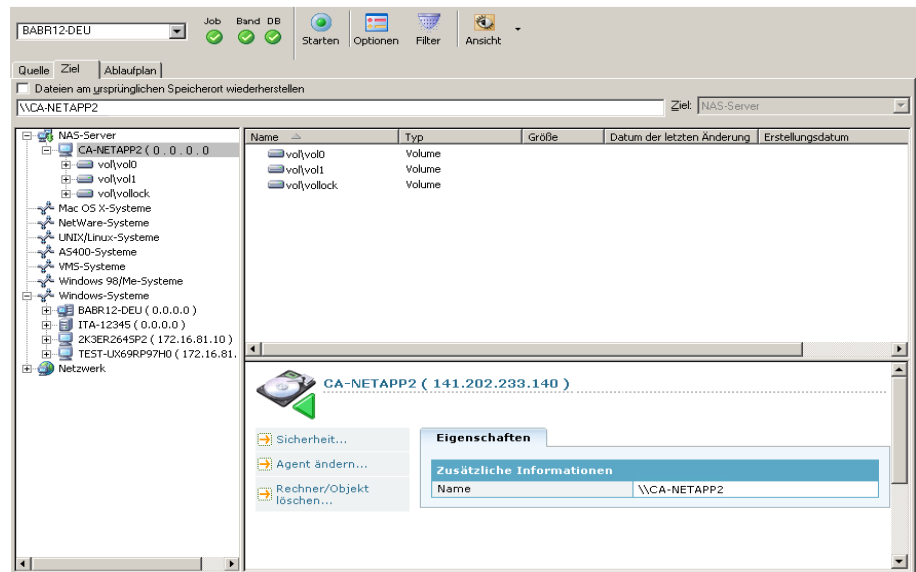 BABR12-DEU
Job Band DB
Starten Optionen Filter Ansicht
Quelle Ziel Ablaufplan
Dateien am ursprünglichen Speicherort wiederherstellen
\\CA-NETAPP2
Ziel: NAS-Server
NAS-Server
CA-NETAPP2 ( 0 . 0 . 0 . 0
vol\vol0
vol\vol1
vol\vollock
Mac OS X-Systeme
NetWare-Systeme
UNIX/Linux-Systeme
AS400-Systeme
VMS-Systeme
Windows 98/Me-Systeme
Windows-Systeme
BABR12-DEU ( 0.0.0.0 )
ITA-12345 ( 0.0.0.0 )
2K3ER264SP2 ( 172.16.81.10 )
TEST-UX69RP97H0 ( 172.16.81.
Netzwerk
Name Typ Größe Datum der letzten Änderung Erstellungsdatum
vol\vol0 Volume
vol\vol1 Volume
vol\vollock Volume
CA-NETAPP2 ( 141.202.233.140 )
Sicherheit...
Agent ändern...
Rechner/Objekt
löschen...
Eigenschaften
Zusätzliche Informationen
Name \\CA-NETAPP2